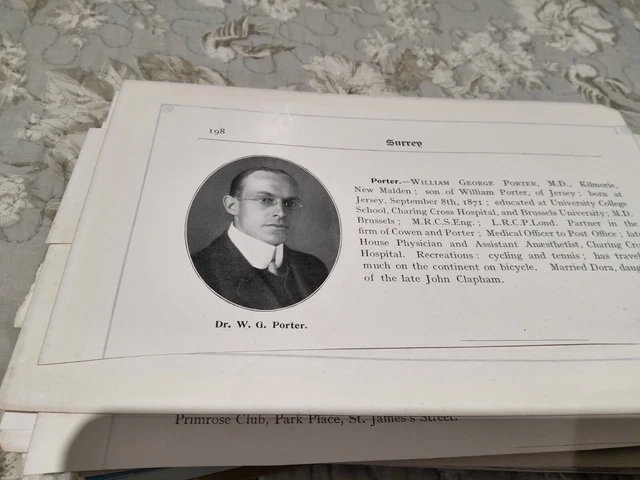 198
Surrey
Porter.—WILLIAM GEORGE PORTER, M.D., Kilmorie,
New Malden; son of William Porter, of Jersey; born at
Jersey, September 8th, 1871; educated at University College
School, Charing Cross Hospital, and Brussels University, M.D.
Brussels; M.R.C.S.Eng.; L.R.C.P.Lond. Partner in the
firm of Cowen and Porter; Medical Officer to Post Office; late
House Physician and Assistant Anæsthetist, Charing Cro
Hospital. Recreations: cycling and tennis; has travel
much on the continent on bicycle. Married Dora, daug
of the late John Clapham.
Dr. W. G. Porter.
Primrose Club, Park Place, St. James's Street.